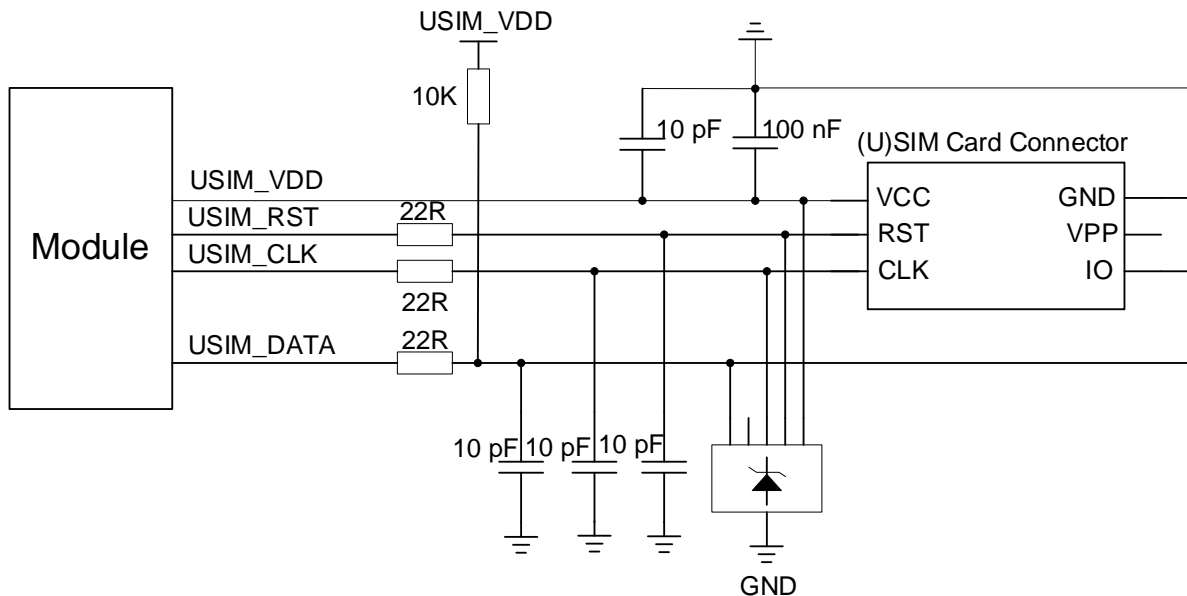 USIM_VDD
10K
10 pF 100 nF
(U)SIM Card Connector
Module
USIM_VDD
USIM_RST
USIM_CLK
USIM_DATA
22R
22R
22R
VCC
RST
CLK
GND
VPP
IO
10 pF 10 pF 10 pF
GND